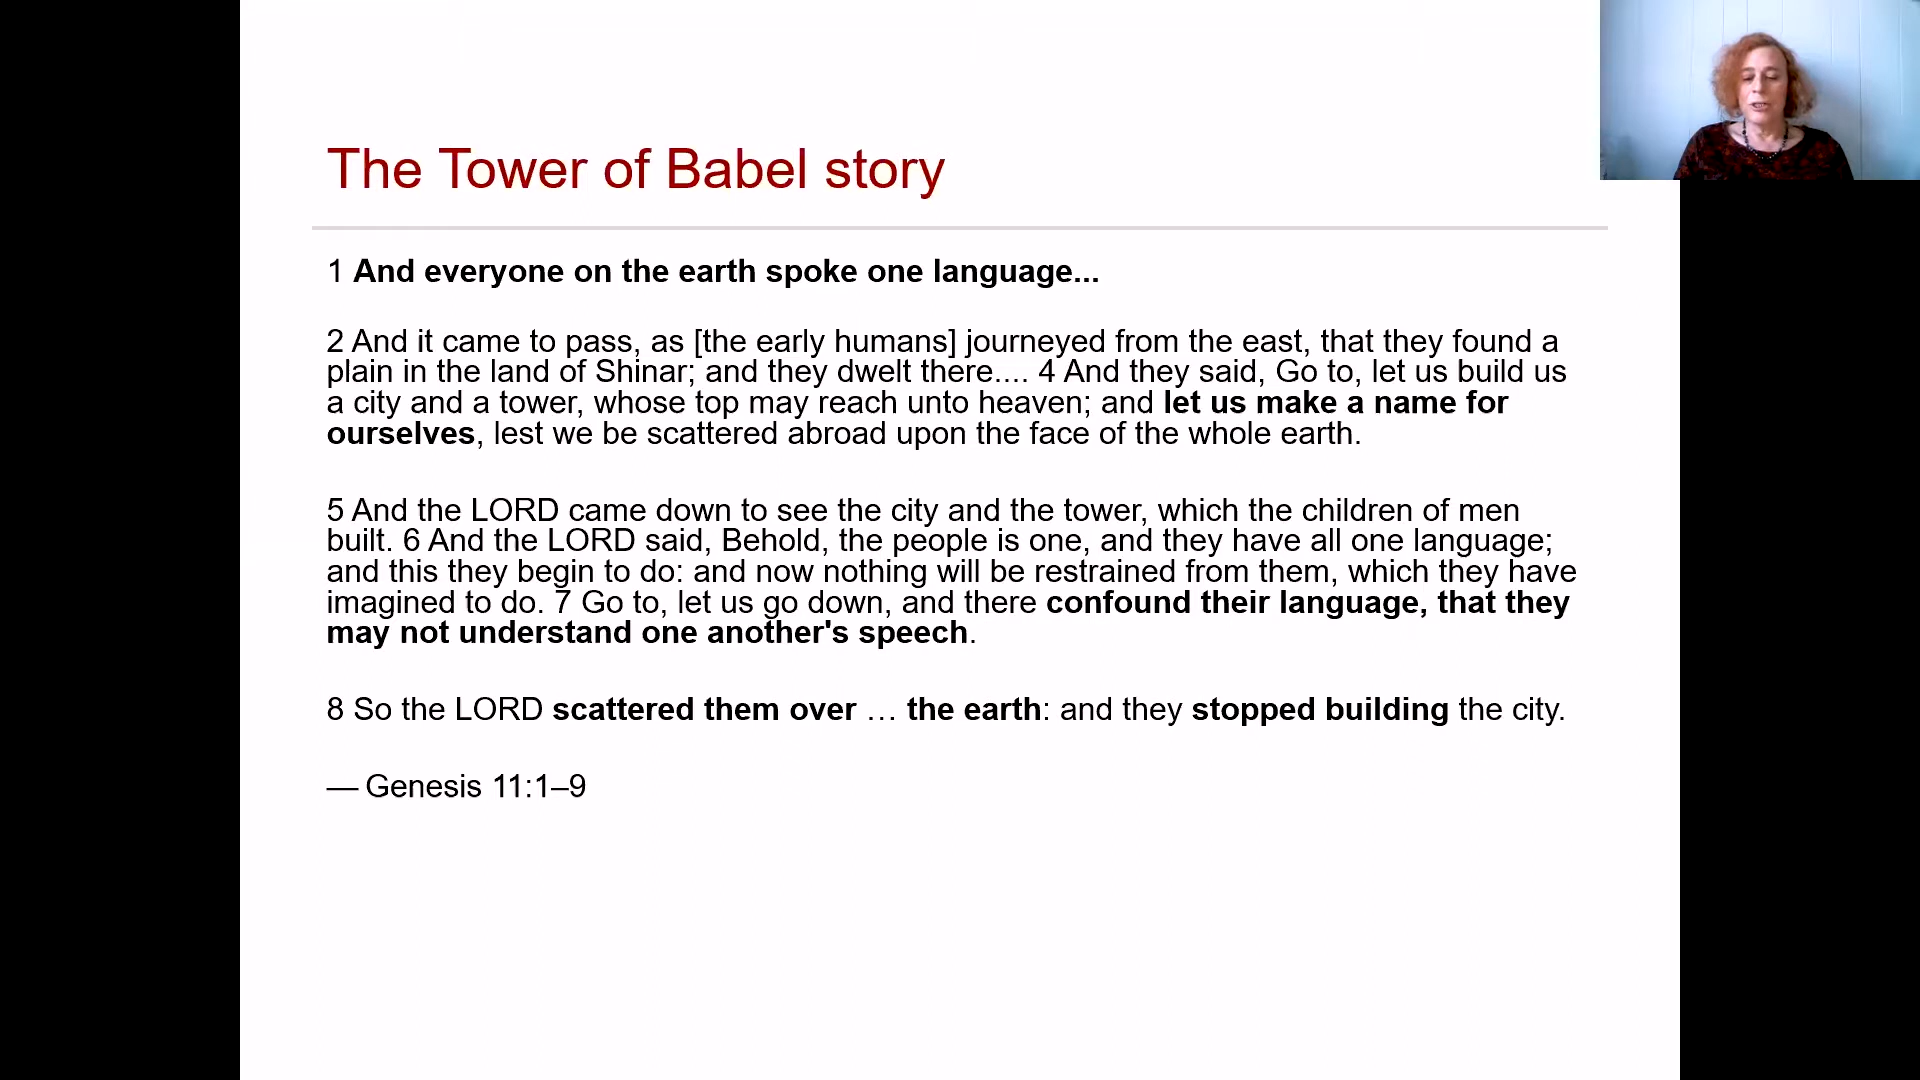 The Tower of Babel story
1 And everyone on the earth spoke one language...
2 And it came to pass, as [the early humans] journeyed from the east, that they found a
plain in the land of Shinar; and they dwelt there.... 4 And they said, Go to, let us build us
a city and a tower, whose top may reach unto heaven; and let us make a name for
ourselves, lest we be scattered abroad upon the face of the whole earth.
5 And the LORD came down to see the city and the tower, which the children of men
built. 6 And the LORD said, Behold, the people is one, and they have all one language;
and this they begin to do: and now nothing will be restrained from them, which they have
imagined to do. 7 Go to, let us go down, and there confound their language, that they
may not understand one another's speech.
8 So the LORD scattered them over … the earth: and they stopped building the city.
— Genesis 11:1–9